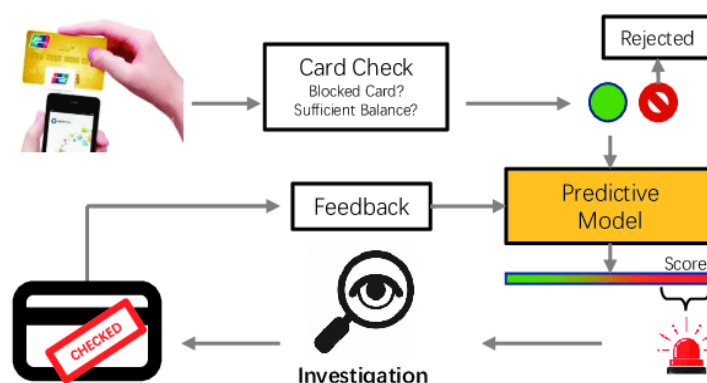 Card Check
Blocked Card?
Sufficient Balance?
Rejected
Predictive
Model
Feedback
Score
CHECKED
Investigation